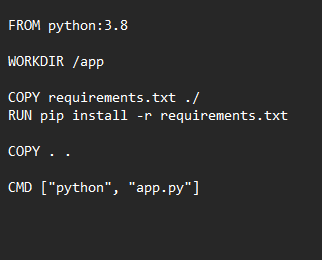 FROM python:3.8
WORKDIR /app
COPY requirements.txt ./
RUN pip install -r requirements.txt
COPY . .
CMD ["python", "app.py"]